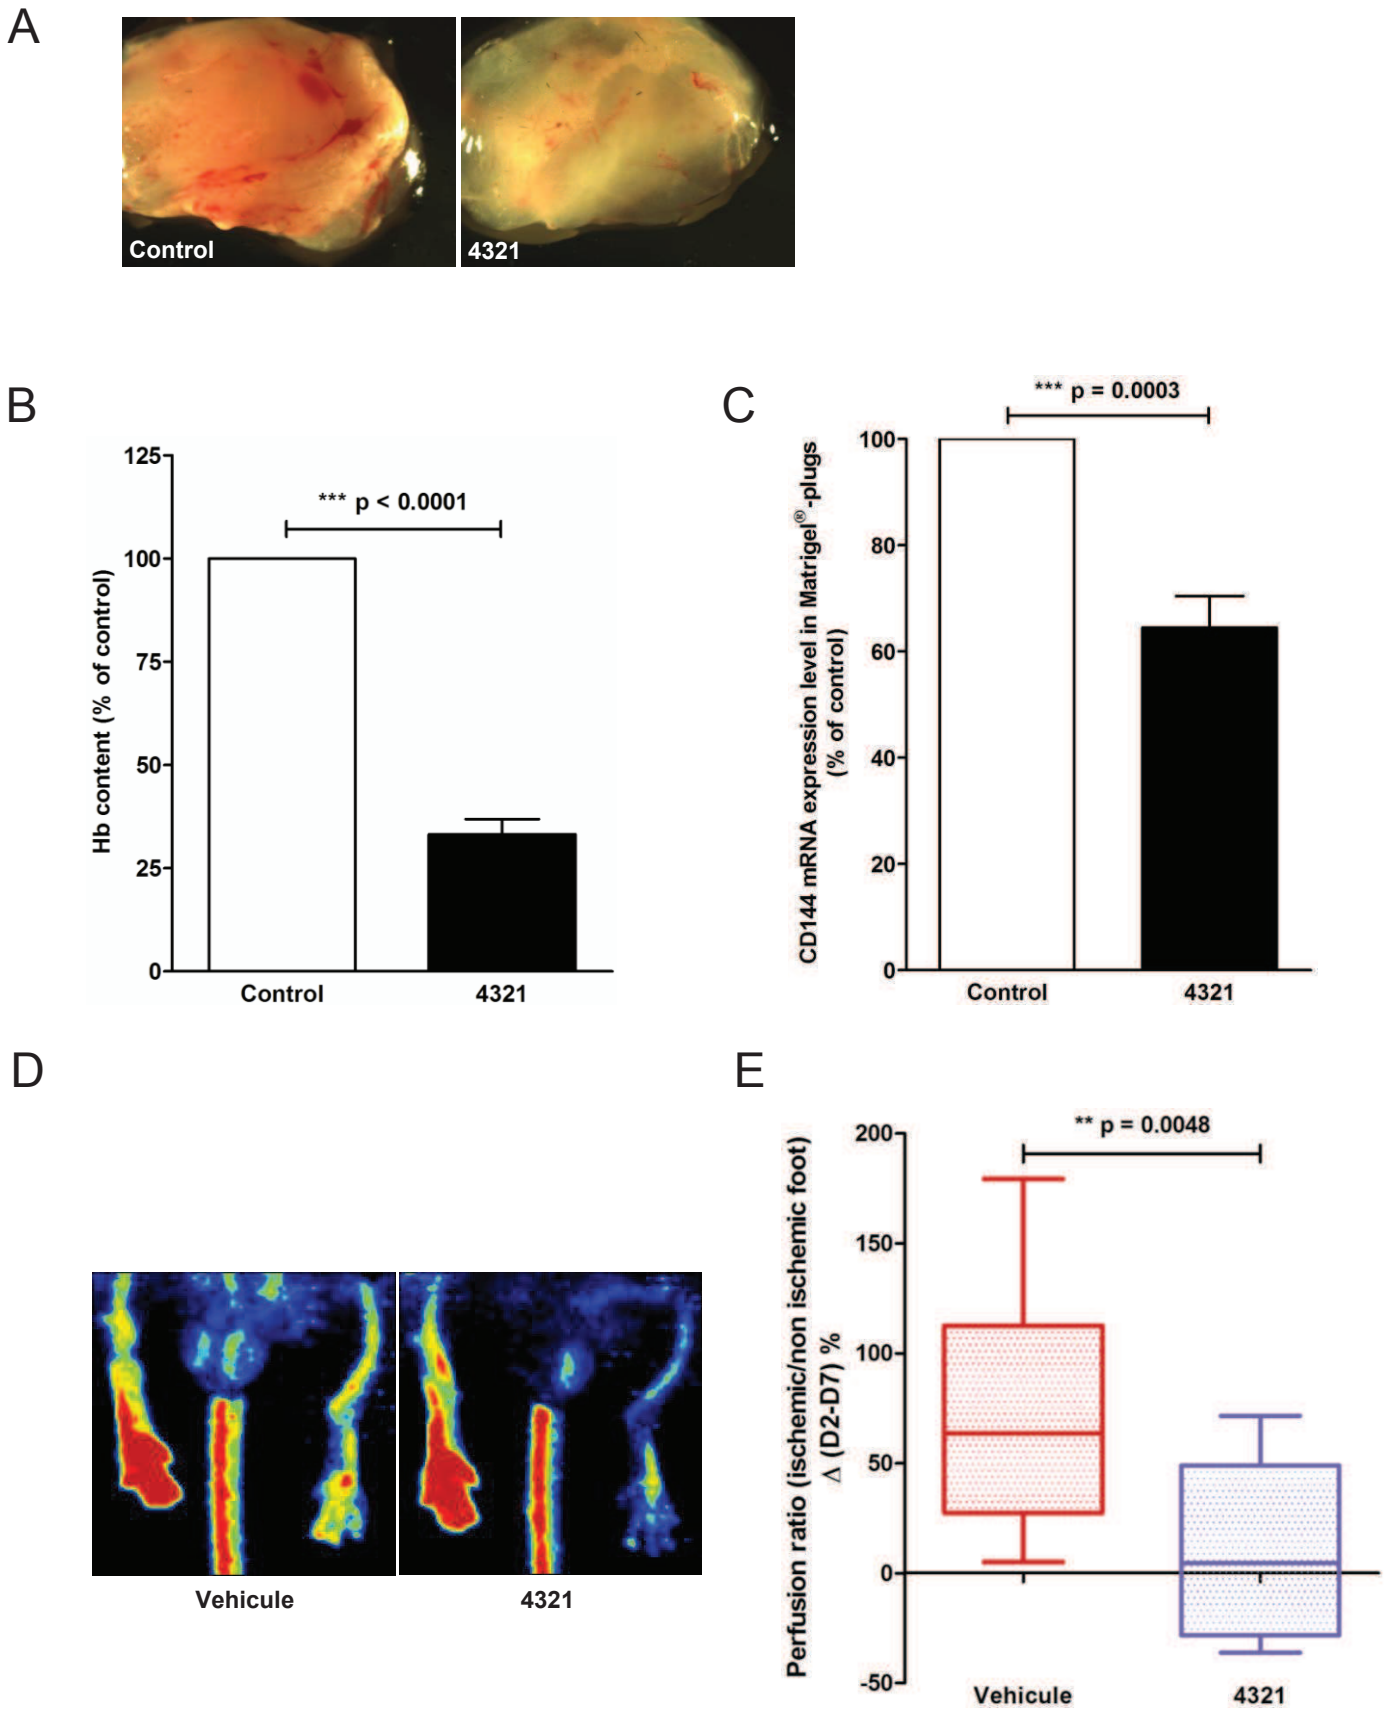 A
Control
4321
B
*** p < 0.0001
Hb content (% of control)
125
100
75
50
25
0
Control
4321
C
*** p = 0.0003
CD144 mRNA expression level in Matrigel®-plugs
(% of control)
100
80
60
40
20
0
Control
4321
D
Vehicule
4321
E
** p = 0.0048
Perfusion ratio (ischemic/non ischemic foot)
Δ (D2-D7) %
200
150
100
50
0
-50
Vehicule
4321